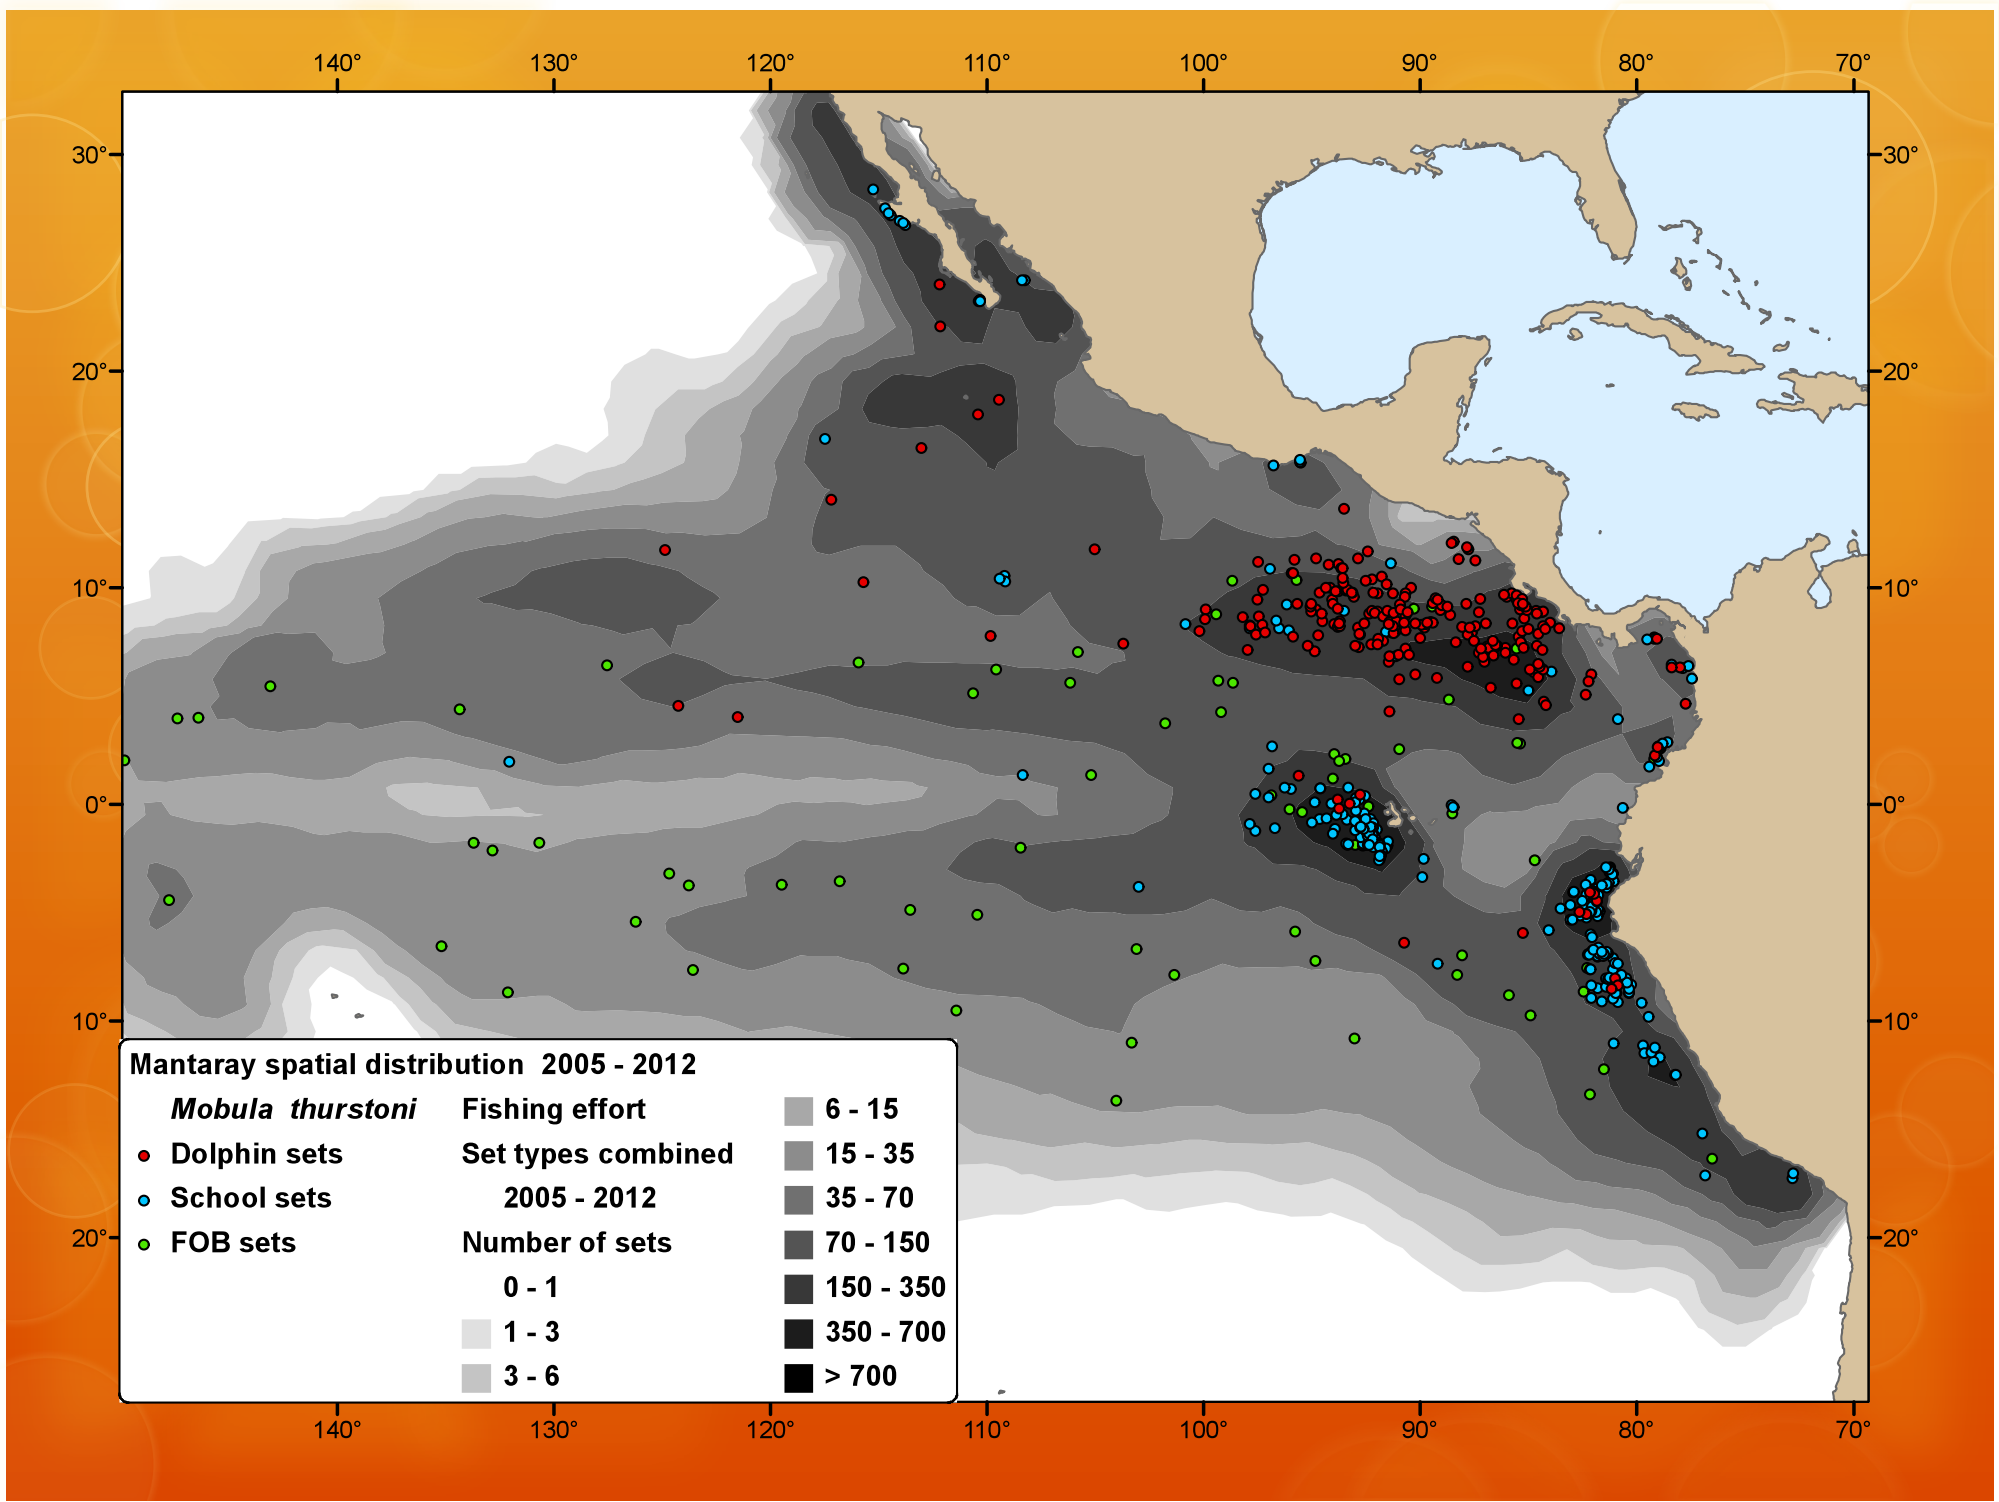 140° 130° 120° 110° 100° 90° 80° 70°
30° 30°
20° 20°
10° 10°
0° 0°
10° 10°
20° 20°
Mantaray spatial distribution 2005 - 2012
Mobula thurstoni
Dolphin sets
School sets
FOB sets
Fishing effort
Set types combined
2005 - 2012
Number of sets
0 - 1
1 - 3
3 - 6
6 - 15
15 - 35
35 - 70
70 - 150
150 - 350
350 - 700
> 700
140° 130° 120° 110° 100° 90° 80° 70°